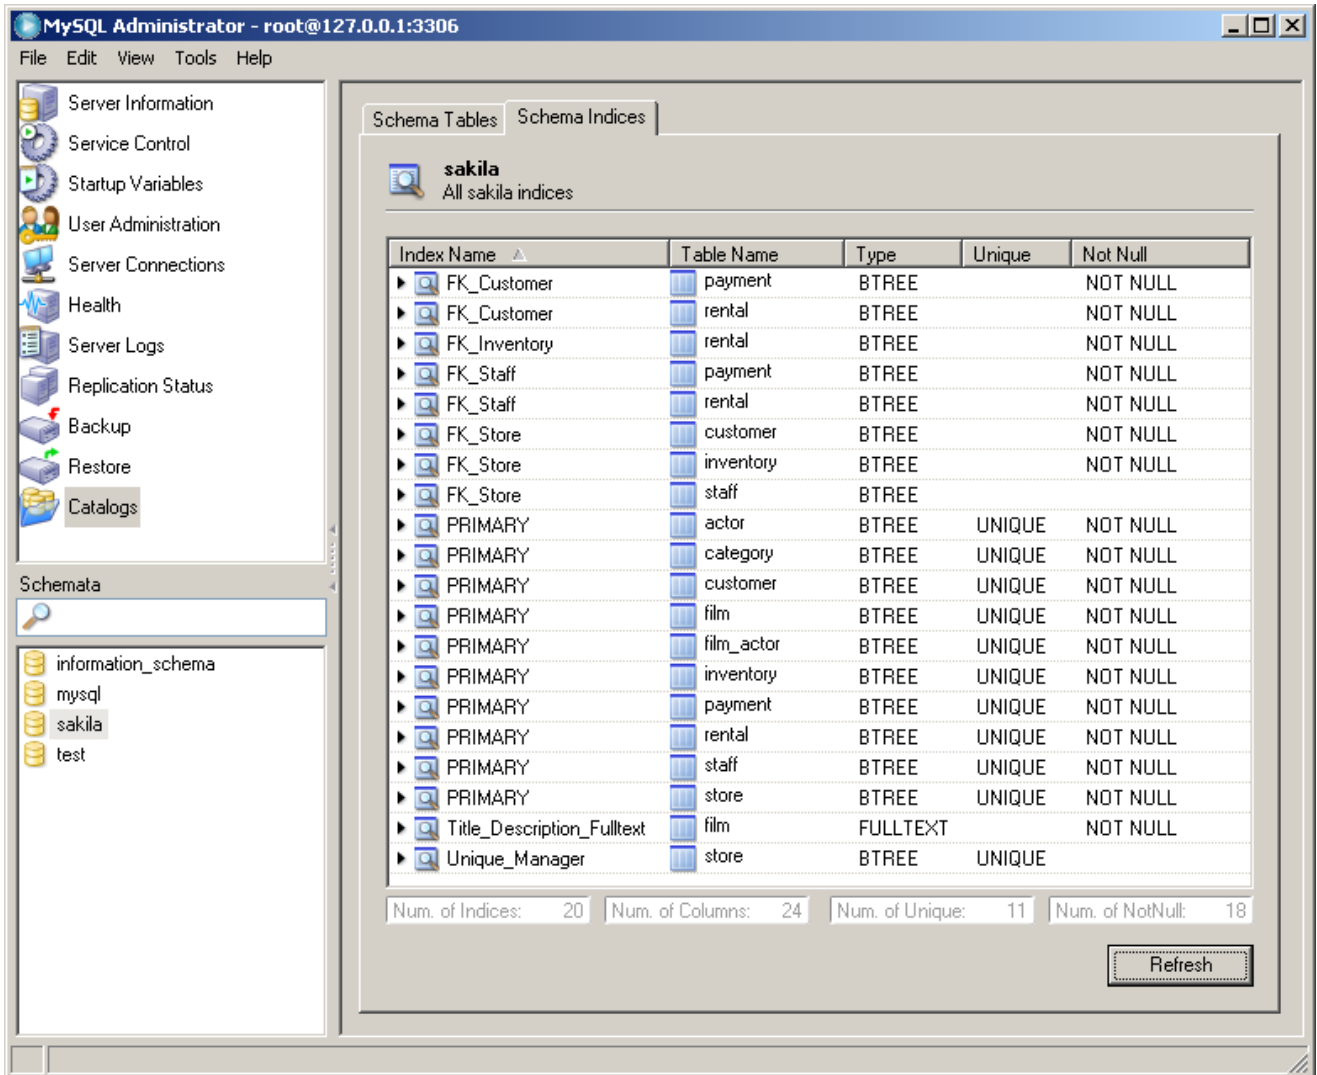 MySQL Administrator - root@127.0.0.1:3306
File Edit View Tools Help
Server Information
Service Control
Startup Variables
User Administration
Server Connections
Health
Server Logs
Replication Status
Backup
Restore
Catalogs
Schemata
information_schema
mysql
sakila
test
Schema Tables Schema Indices
sakila
All sakila indices
Index Name Table Name Type Unique Not Null
FK_Customer payment BTREE NOT NULL
FK_Customer rental BTREE NOT NULL
FK_Inventory rental BTREE NOT NULL
FK_Staff payment BTREE NOT NULL
FK_Staff rental BTREE NOT NULL
FK_Store customer BTREE NOT NULL
FK_Store inventory BTREE NOT NULL
FK_Store staff BTREE
PRIMARY actor BTREE UNIQUE NOT NULL
PRIMARY category BTREE UNIQUE NOT NULL
PRIMARY customer BTREE UNIQUE NOT NULL
PRIMARY film BTREE UNIQUE NOT NULL
PRIMARY film_actor BTREE UNIQUE NOT NULL
PRIMARY inventory BTREE UNIQUE NOT NULL
PRIMARY payment BTREE UNIQUE NOT NULL
PRIMARY rental BTREE UNIQUE NOT NULL
PRIMARY staff BTREE UNIQUE NOT NULL
PRIMARY store BTREE UNIQUE NOT NULL
Title_Description_Fulltext film FULLTEXT NOT NULL
Unique_Manager store BTREE UNIQUE
Num. of Indices: 20 Num. of Columns: 24 Num. of Unique: 11 Num. of NotNull: 18
Refresh